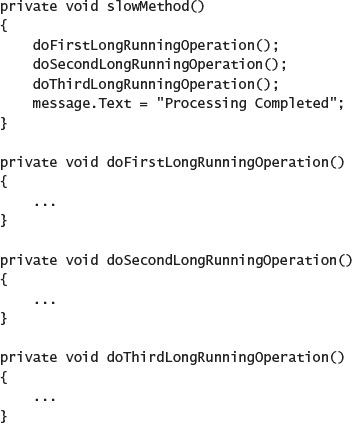 private void slowMethod()
{
    doFirstLongRunningOperation();
    doSecondLongRunningOperation();
    doThirdLongRunningOperation();
    message.Text = "Processing Completed";
}

private void doFirstLongRunningOperation()
{
    ...
}

private void doSecondLongRunningOperation()
{
    ...
}

private void doThirdLongRunningOperation()
{
    ...
}